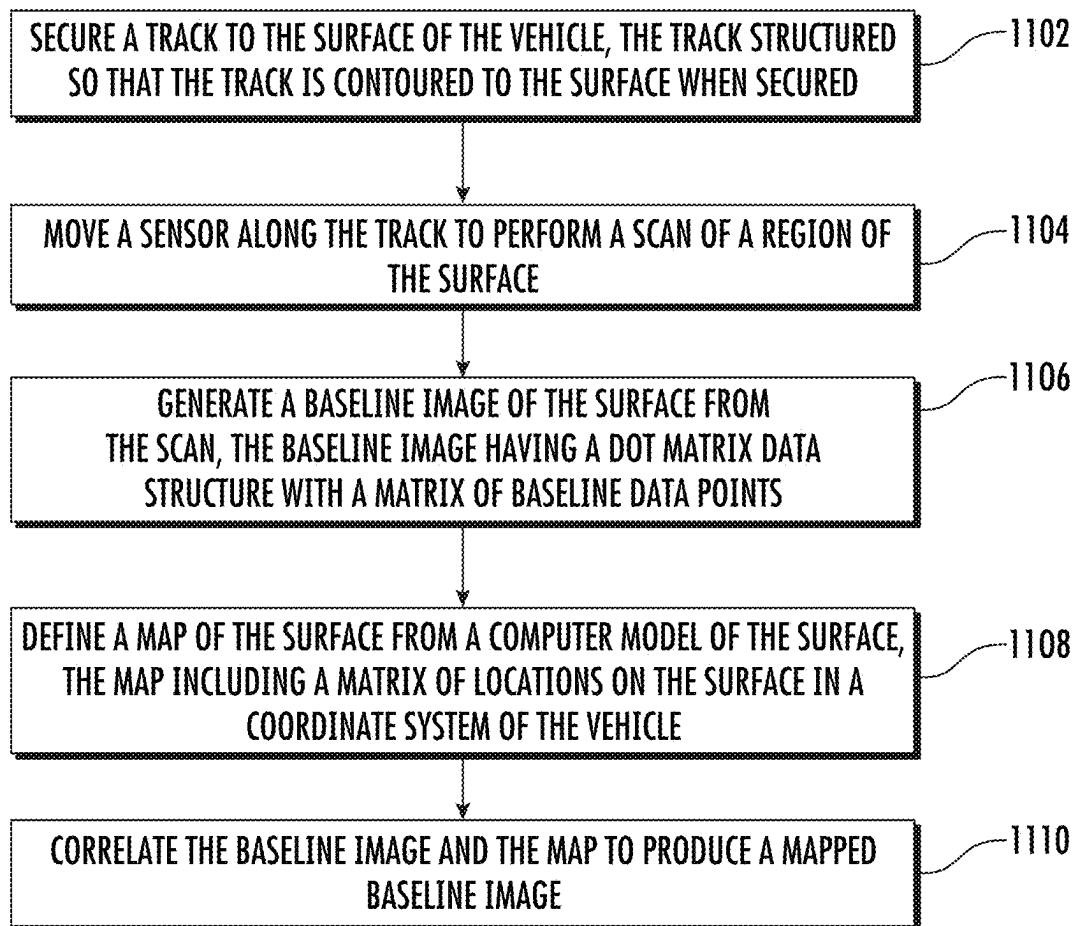 SECURE A TRACK TO THE SURFACE OF THE VEHICLE, THE TRACK STRUCTURED
SO THAT THE TRACK IS CONTOURED TO THE SURFACE WHEN SECURED
1102
MOVE A SENSOR ALONG THE TRACK TO PERFORM A SCAN OF A REGION OF
THE SURFACE
1104
GENERATE A BASELINE IMAGE OF THE SURFACE FROM
THE SCAN, THE BASELINE IMAGE HAVING A DOT MATRIX DATA
STRUCTURE WITH A MATRIX OF BASELINE DATA POINTS
1106
DEFINE A MAP OF THE SURFACE FROM A COMPUTER MODEL OF THE SURFACE,
THE MAP INCLUDING A MATRIX OF LOCATIONS ON THE SURFACE IN A
COORDINATE SYSTEM OF THE VEHICLE
1108
CORRELATE THE BASELINE IMAGE AND THE MAP TO PRODUCE A MAPPED
BASELINE IMAGE
1110